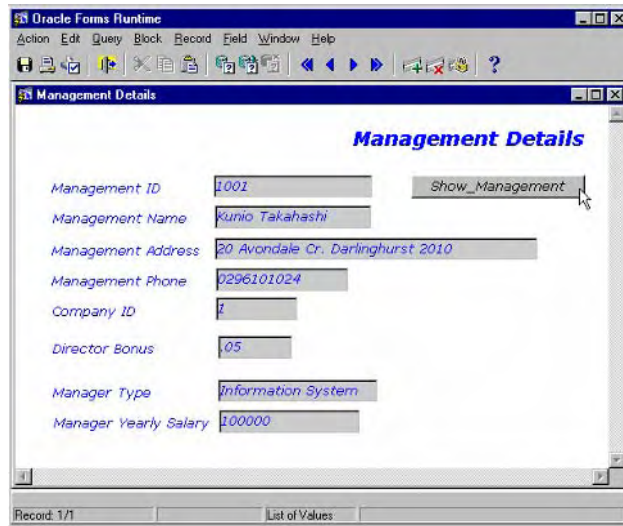 Oracle Forms Runtime
Action Edit Query Block Record Field Window Help
Management Details
Management Details
Management ID 1001 Show_Management
Management Name Kunio Takahashi
Management Address 20 Avondale Cr. Darlinghurst 2010
Management Phone 0296101024
Company ID 1
Director Bonus .05
Manager Type Information System
Manager Yearly Salary 100000
Record: 1/1 List of Values